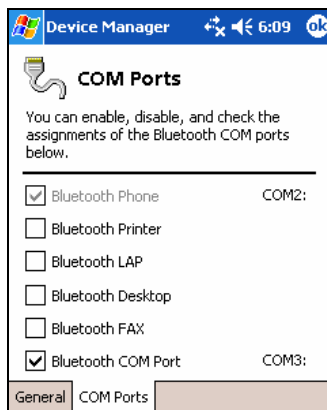 Device Manager 6:09 ok
COM Ports
You can enable, disable, and check the
assignments of the Bluetooth COM ports
below.
Bluetooth Phone COM2:
Bluetooth Printer
Bluetooth LAP
Bluetooth Desktop
Bluetooth FAX
Bluetooth COM Port COM3:
General COM Ports